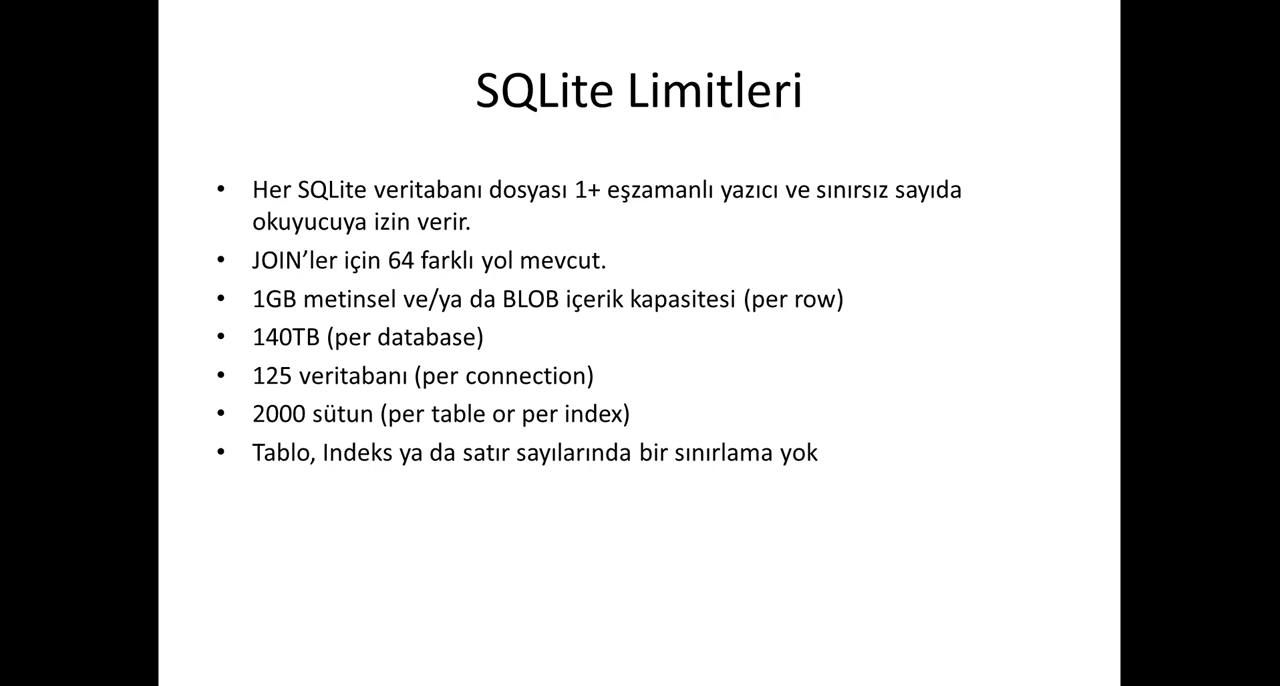 SQLite Limitleri
• Her SQLite veritabanı dosyası 1+ eşzamanlı yazıcı ve sınırsız sayıda
okuyucuya izin verir.
• JOIN’ler için 64 farklı yol mevcut.
• 1GB metinsel ve/ya da BLOB içerik kapasitesi (per row)
• 140TB (per database)
• 125 veritabanı (per connection)
• 2000 sütun (per table or per index)
• Tablo, Indeks ya da satır sayılarında bir sınırlama yok